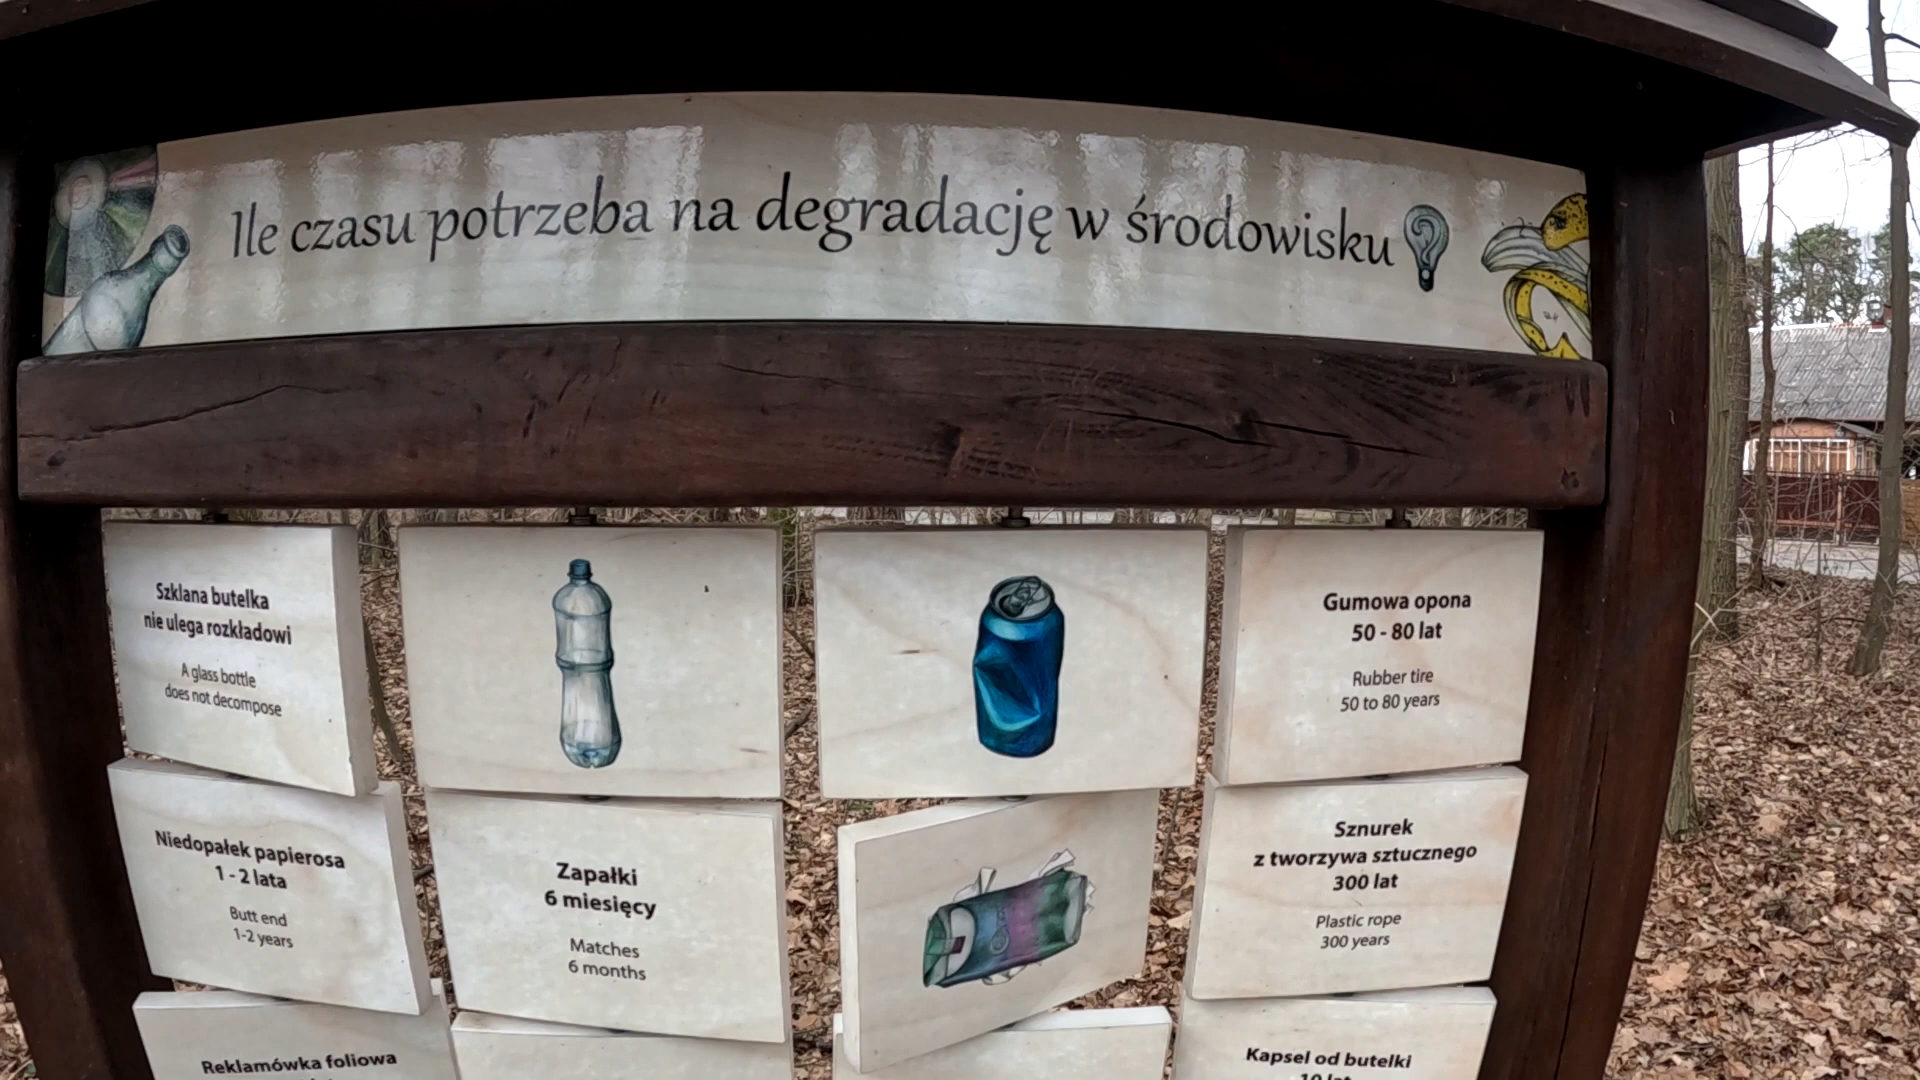 Ile czasu potrzeba na degradację w środowisku
Szklana butelka
nie ulega rozkładowi
A glass bottle
does not decompose
Gumowa opona
50 - 80 lat
Rubber tire
50 to 80 years
Niedopałek papierosa
1 - 2 lata
Butt end
1-2 years
Zapałki
6 miesięcy
Matches
6 months
Sznurek
z tworzywa sztucznego
300 lat
Plastic rope
300 years
Reklamówka foliowa
Kapsel od butelki
10 lat